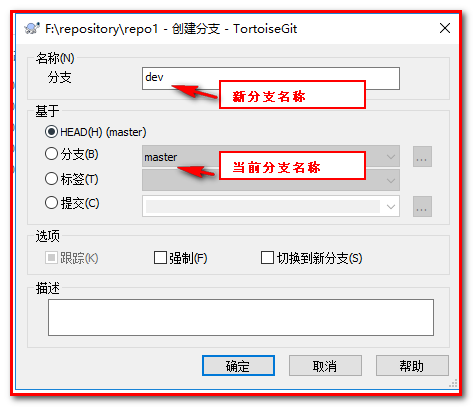 F:\repository\repo1 - 创建分支 - TortoiseGit
名称(N)
分支
dev
新分支名称
基于
HEAD(H) (master)
分支(B)
master
当前分支名称
...
标签(T)
提交(C)
...
选项
跟踪(K)
强制(F)
切换到新分支(S)
描述
确定
取消
帮助